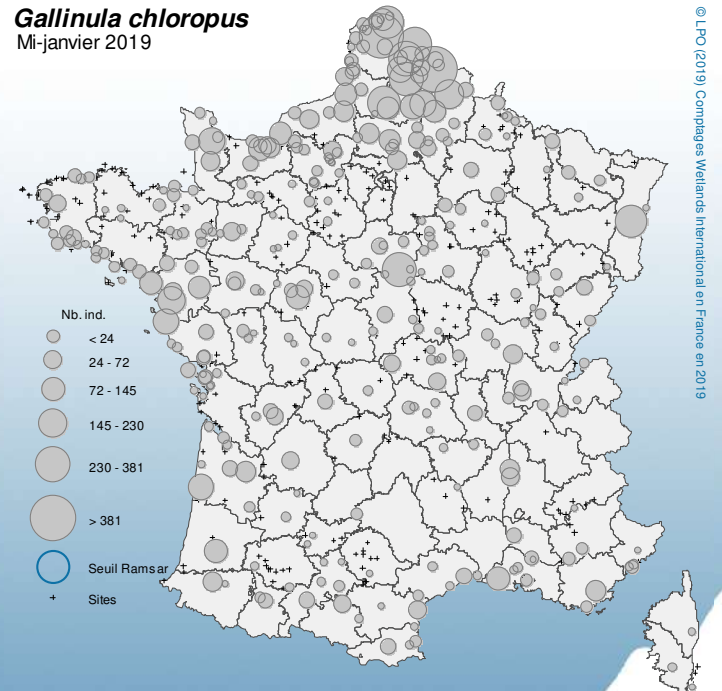 Gallinula chloropus
Mi-janvier 2019
© LPO (2019) Comptages Wetlands International en France en 2019
Nb. ind.
< 24
24 - 72
72 - 145
145 - 230
230 - 381
> 381
Seuil Ramsar
Sites